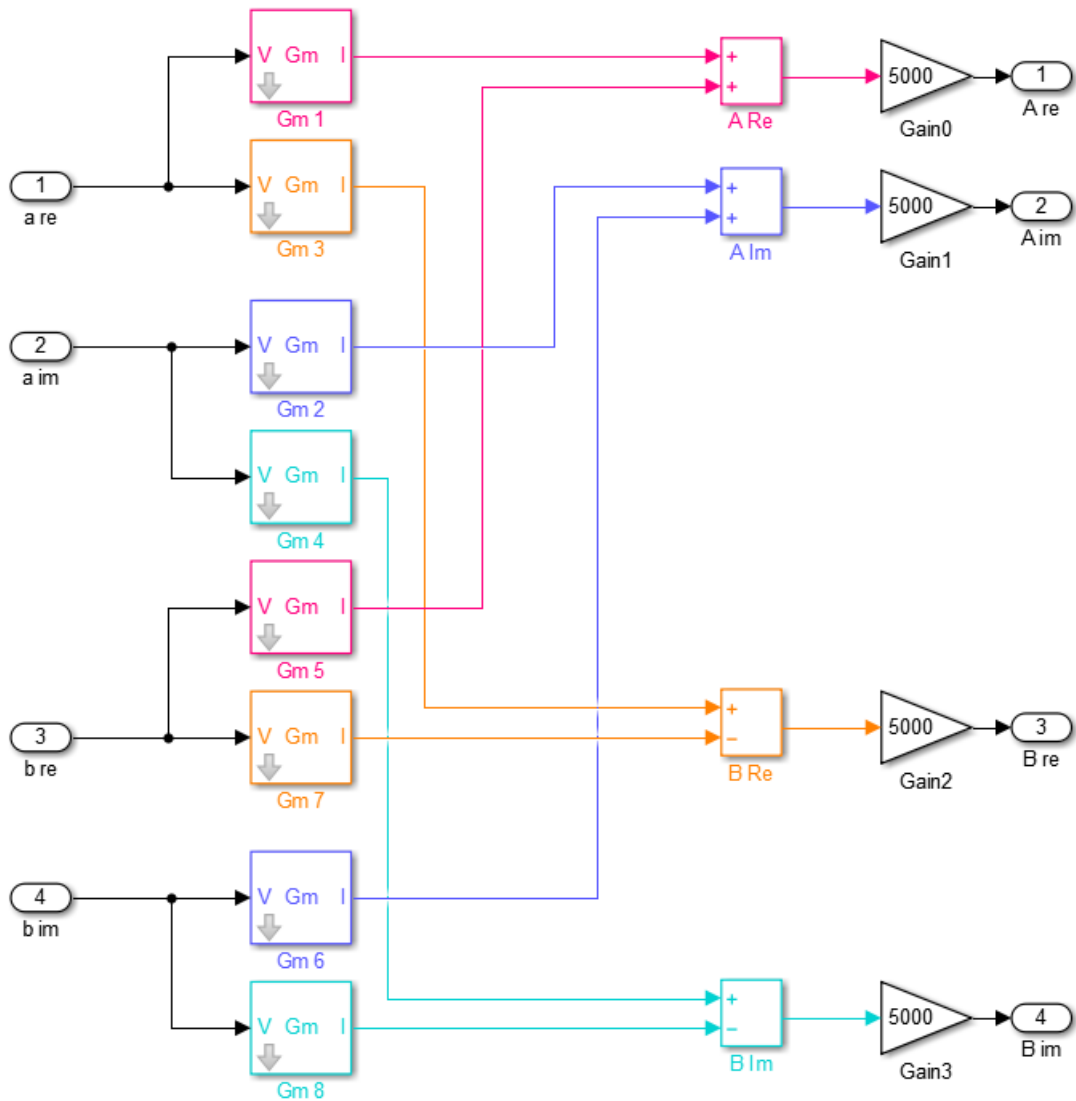 V Gm I
Gm 1
+
+
A Re
5000
Gain0
1
A re
1
a re
V Gm I
Gm 3
+
+
A Im
5000
Gain1
2
A im
2
a im
V Gm I
Gm 2
V Gm I
Gm 4
V Gm I
Gm 5
3
b re
V Gm I
Gm 7
+
−
B Re
5000
Gain2
3
B re
4
b im
V Gm I
Gm 6
V Gm I
Gm 8
+
−
B Im
5000
Gain3
4
B im